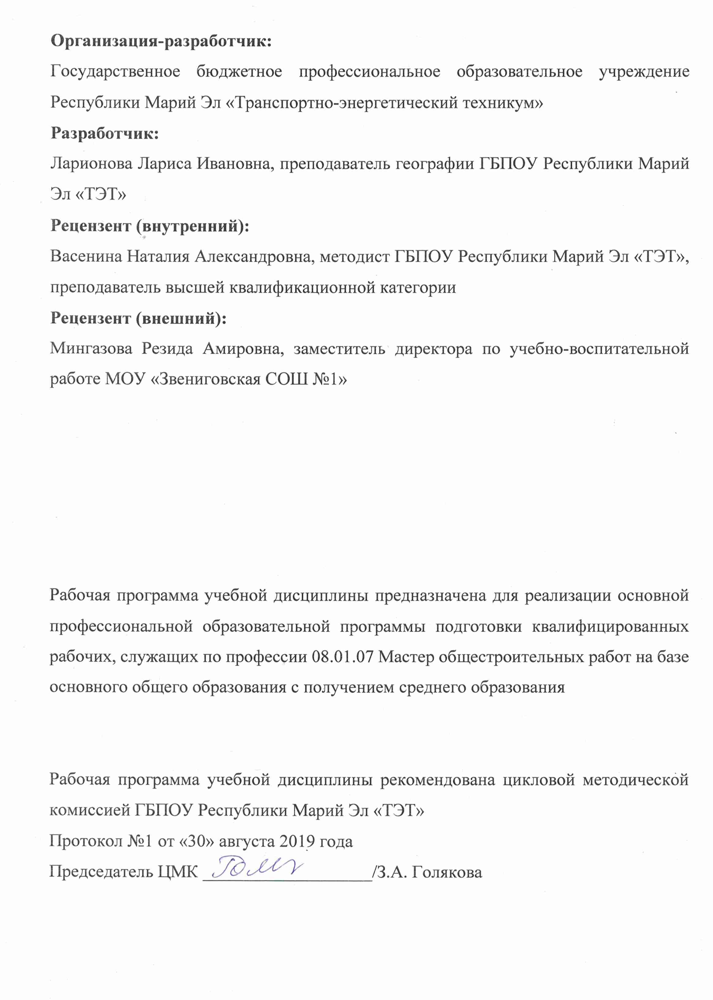 Организация-разработчик:
Государственное бюджетное профессиональное образовательное учреждение
Республики Марий Эл «Транспортно-энергетический техникум»
Разработчик:
Ларионова Лариса Ивановна, преподаватель географии ГБПОУ Республики Марий
Эл «ТЭТ»
Рецензент (внутренний):
Васенина Наталия Александровна, методист ГБПОУ Республики Марий Эл «ТЭТ»,
преподаватель высшей квалификационной категории
Рецензент (внешний):
Мингазова Резида Амировна, заместитель директора по учебно-воспитательной
работе МОУ «Звениговская СОШ №1»
Рабочая программа учебной дисциплины предназначена для реализации основной
профессиональной образовательной программы подготовки квалифицированных
рабочих, служащих по профессии 08.01.07 Мастер общестроительных работ на базе
основного общего образования с получением среднего образования
Рабочая программа учебной дисциплины рекомендована цикловой методической
комиссией ГБПОУ Республики Марий Эл «ТЭТ»
Протокол №1 от «30» августа 2019 года
Председатель ЦМК /З.А. Голякова